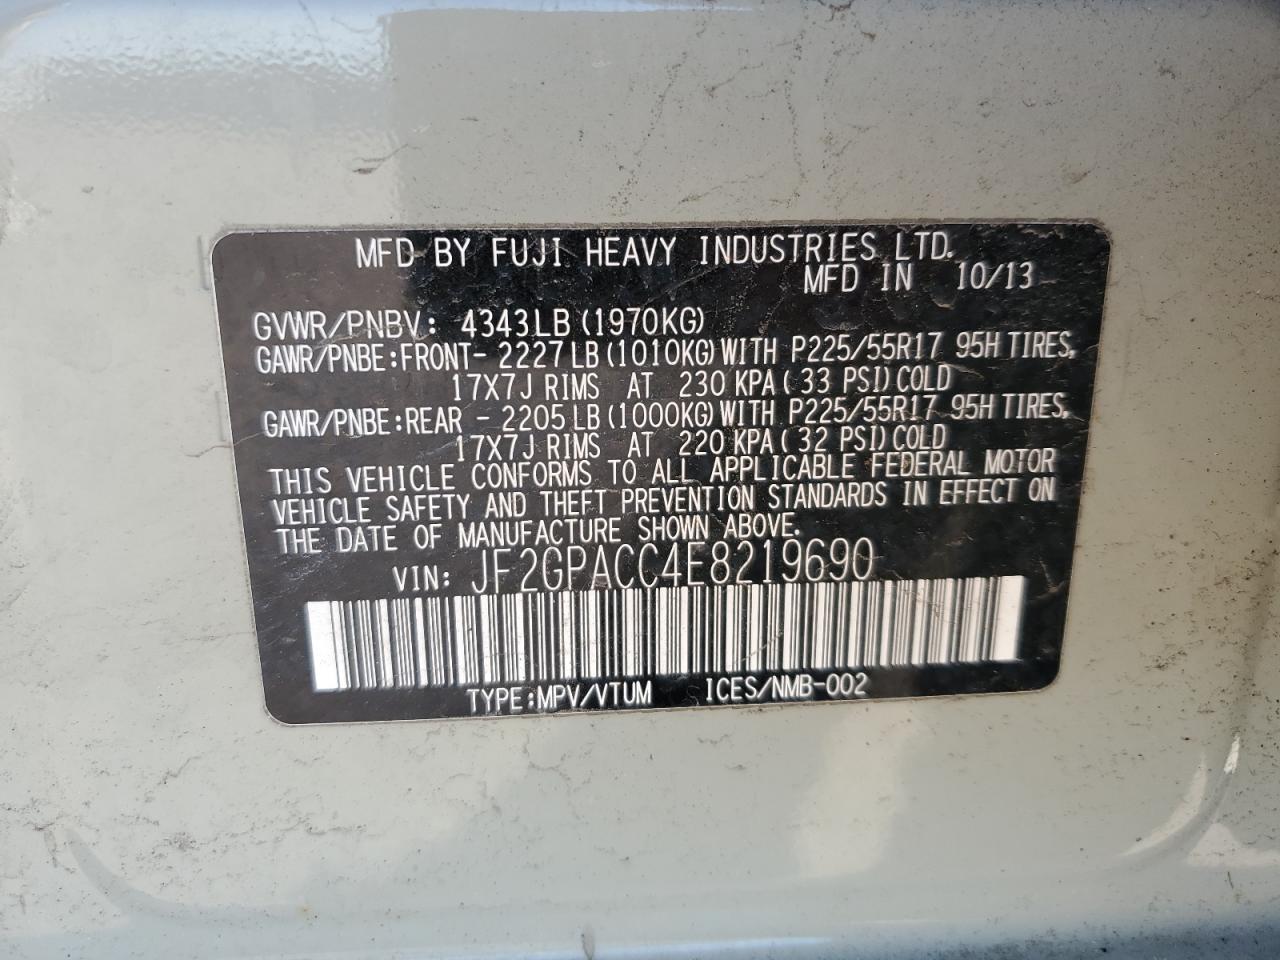 MFD BY FUJI HEAVY INDUSTRIES LTD.
MFD IN 10/13
GVWR/PNBV: 4343LB (1970KG)
GAWR/PNBE:FRONT- 2227LB (1010KG) WITH P225/55R17 95H TIRES,
17X7J RIMS AT 230 KPA ( 33 PSI) COLD
GAWR/PNBE:REAR - 2205LB (1000KG) WITH P225/55R17 95H TIRES,
17X7J RIMS AT 220 KPA ( 32 PSI) COLD
THIS VEHICLE CONFORMS TO ALL APPLICABLE FEDERAL MOTOR
VEHICLE SAFETY AND THEFT PREVENTION STANDARDS IN EFFECT ON
THE DATE OF MANUFACTURE SHOWN ABOVE.
VIN: JF2GPACC4E8219690
TYPE:MPV/VTUM ICES/NMB-002